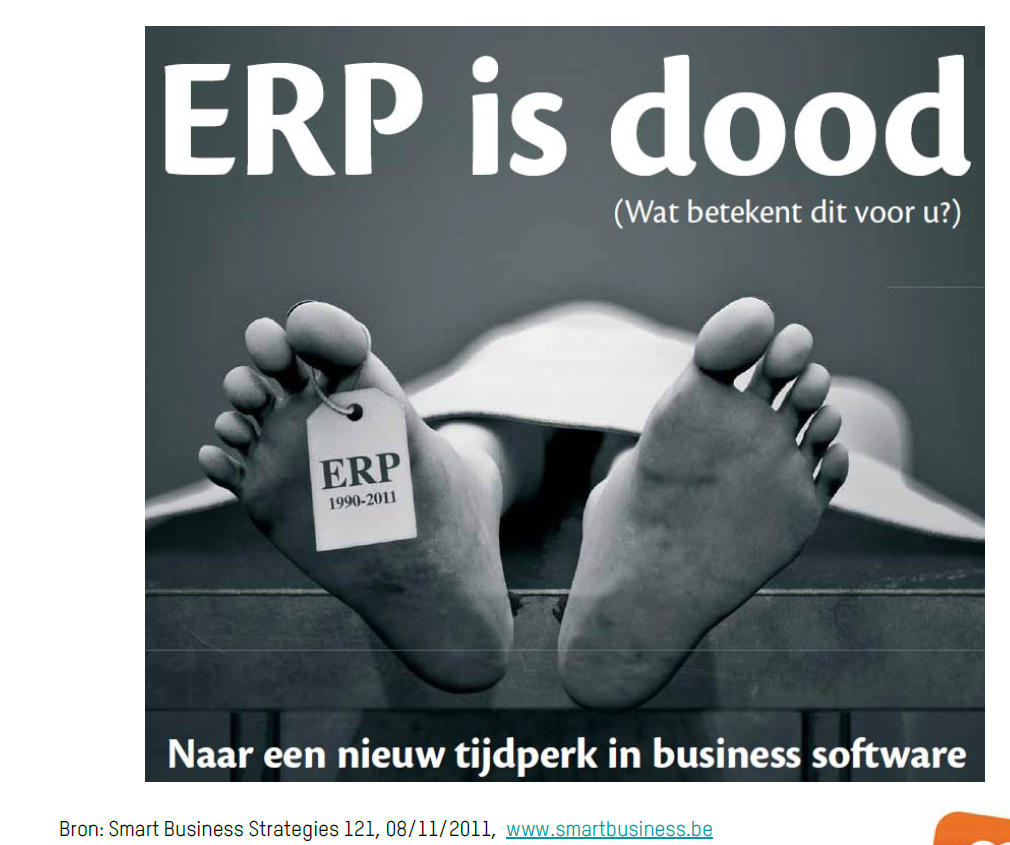 ERP is dood
(Wat betekent dit voor u?)
ERP
1990-2011
Naar een nieuw tijdperk in business software
Bron: Smart Business Strategies 121, 08/11/2011, www.smartbusiness.be